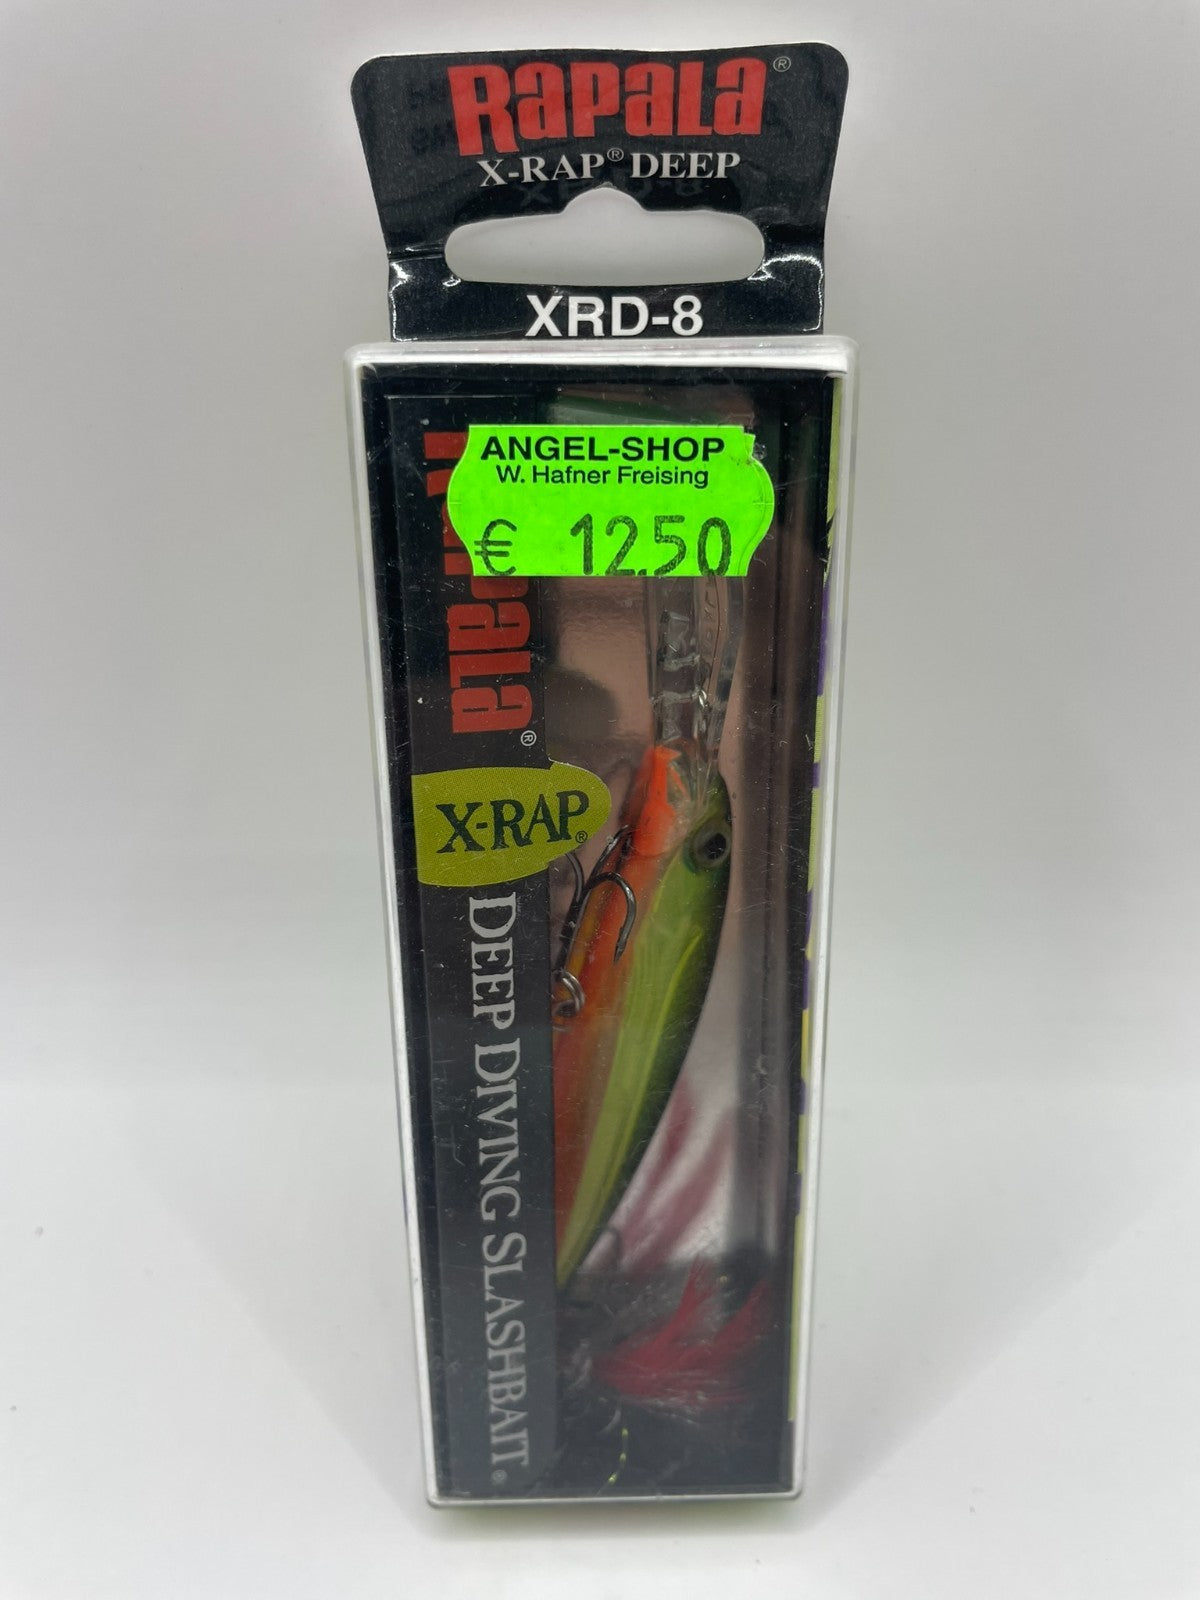 RAPALA®
X-RAP® DEEP
XRD-8
ANGEL-SHOP
W. Hafner Freising
€ 12.50
RAPALA®
X-RAP®
DEEP DIVING SLASHBAIT®